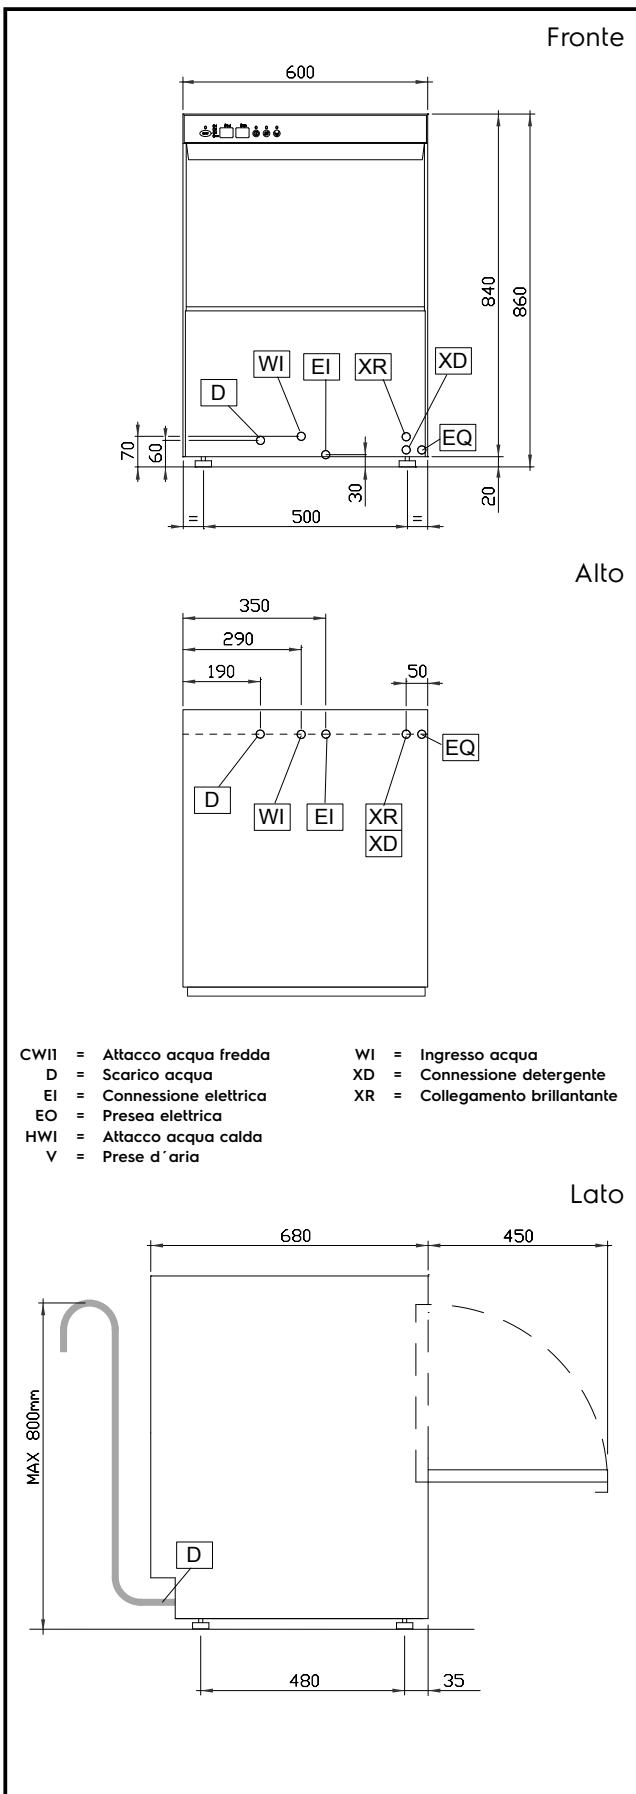 Fronte
600
840
860
WI
EI
XR
XD
D
EQ
70
60
30
20
=
500
=
Alto
350
290
190
50
EQ
D
WI
EI
XR
XD
CWI1 = Attacco acqua fredda
D = Scarico acqua
EI = Connessione elettrica
EO = Presea elettrica
HWI = Attacco acqua calda
V = Prese d´aria
WI = Ingresso acqua
XD = Connessione detergente
XR = Collegamento brillantante
Lato
680
450
MAX 800mm
D
480
35